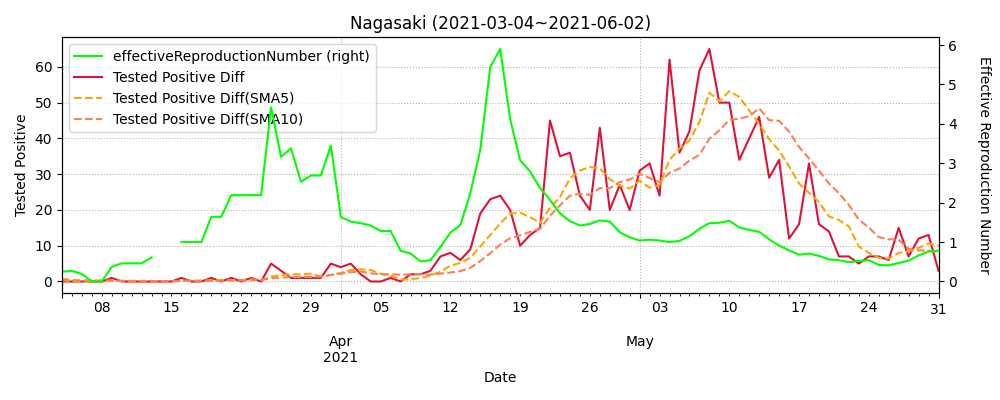 Nagasaki (2021-03-04~2021-06-02)
effectiveReproductionNumber (right)
Tested Positive Diff
Tested Positive Diff(SMA5)
Tested Positive Diff(SMA10)
Tested Positive
60
50
40
30
20
10
0
Effective Reproduction Number
6
5
4
3
2
1
0
08 15 22 29 05 12 19 26 03 10 17 24 31
Apr May
2021
Date